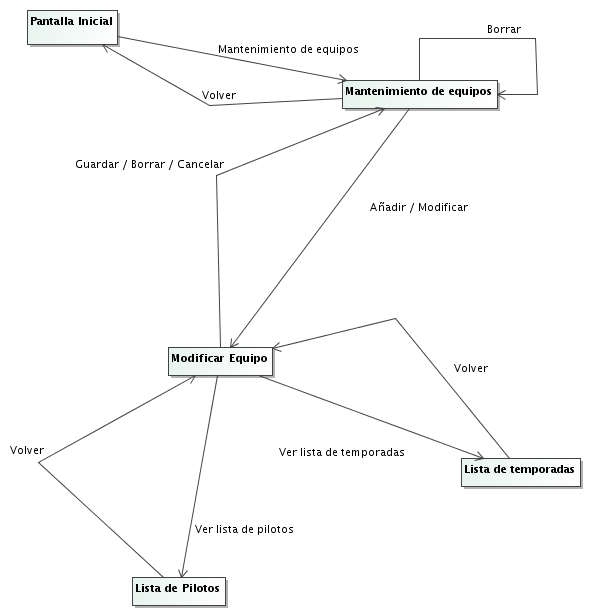 Pantalla Inicial
Borrar
Mantenimiento de equipos
Mantenimiento de equipos
Volver
Guardar / Borrar / Cancelar
Añadir / Modificar
Modificar Equipo
Volver
Volver
Ver lista de temporadas
Lista de temporadas
Ver lista de pilotos
Lista de Pilotos